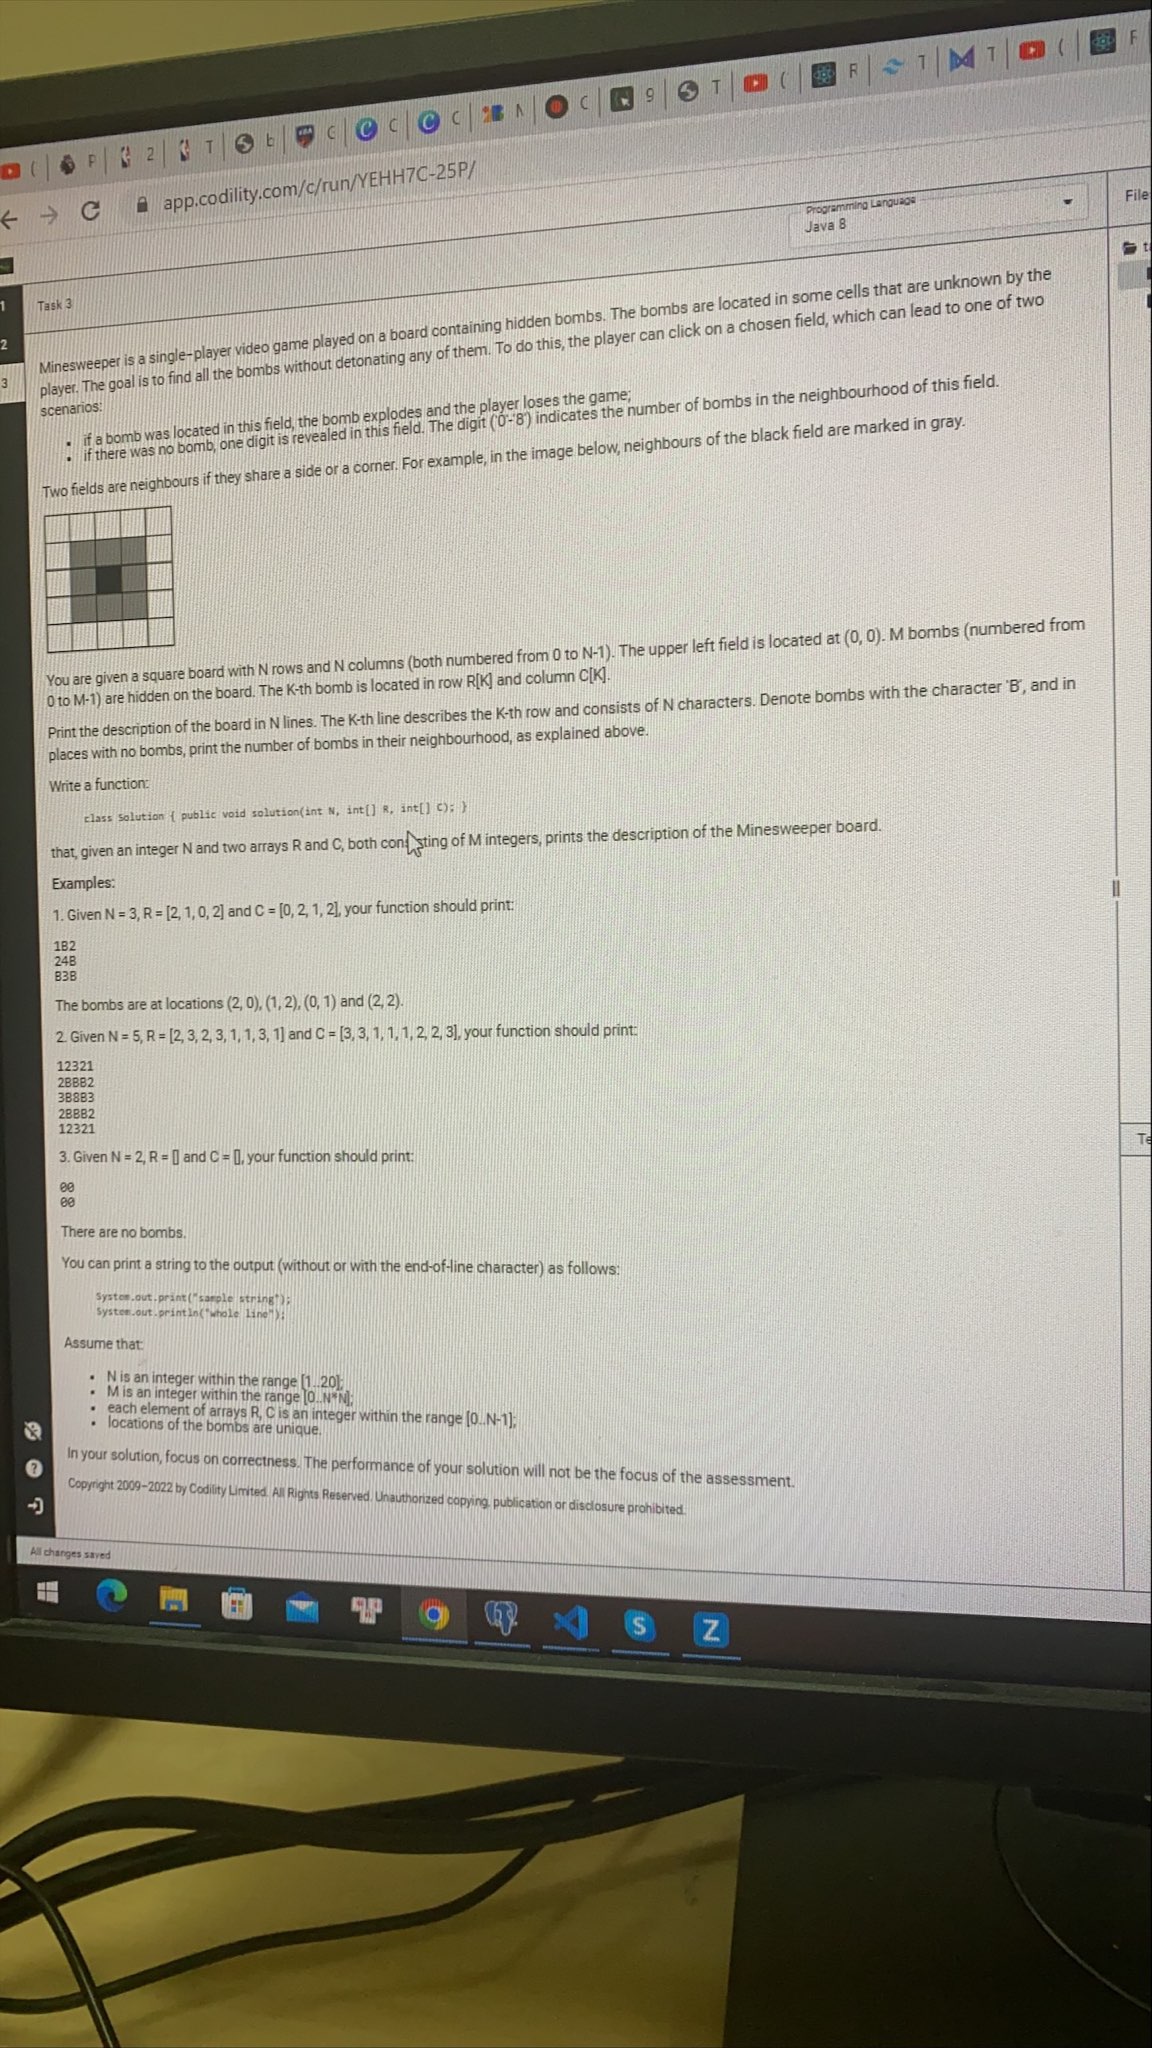 app.codility.com/c/run/YEHH7C-25P/
Programming Language
Java 8
File
Task 3
1
2
3
Minesweeper is a single-player video game played on a board containing hidden bombs. The bombs are located in some cells that are unknown by the
player. The goal is to find all the bombs without detonating any of them. To do this, the player can click on a chosen field, which can lead to one of two
scenarios:
• if a bomb was located in this field, the bomb explodes and the player loses the game;
• if there was no bomb, one digit is revealed in this field. The digit ('0'-'8') indicates the number of bombs in the neighbourhood of this field.
Two fields are neighbours if they share a side or a corner. For example, in the image below, neighbours of the black field are marked in gray.
You are given a square board with N rows and N columns (both numbered from 0 to N-1). The upper left field is located at (0, 0). M bombs (numbered from
0 to M-1) are hidden on the board. The K-th bomb is located in row R[K] and column C[K].
Print the description of the board in N lines. The K-th line describes the K-th row and consists of N characters. Denote bombs with the character 'B', and in
places with no bombs, print the number of bombs in their neighbourhood, as explained above.
Write a function:
class Solution { public void solution(int N, int[] R, int[] C); }
that, given an integer N and two arrays R and C, both consisting of M integers, prints the description of the Minesweeper board.
Examples:
1. Given N = 3, R = [2, 1, 0, 2] and C = [0, 2, 1, 2], your function should print:
1B2
24B
B3B
The bombs are at locations (2, 0), (1, 2), (0, 1) and (2, 2).
2. Given N = 5, R = [2, 3, 2, 3, 1, 1, 3, 1] and C = [3, 3, 1, 1, 1, 2, 2, 3], your function should print:
12321
2BBB2
3B8B3
2BBB2
12321
3. Given N = 2, R = [] and C = [], your function should print:
00
00
There are no bombs.
You can print a string to the output (without or with the end-of-line character) as follows:
System.out.print("sample string");
System.out.println("whole line");
Assume that:
• N is an integer within the range [1..20];
• M is an integer within the range [0..N*N];
• each element of arrays R, C is an integer within the range [0..N-1];
• locations of the bombs are unique.
In your solution, focus on correctness. The performance of your solution will not be the focus of the assessment.
Copyright 2009–2022 by Codility Limited. All Rights Reserved. Unauthorized copying, publication or disclosure prohibited.
All changes saved